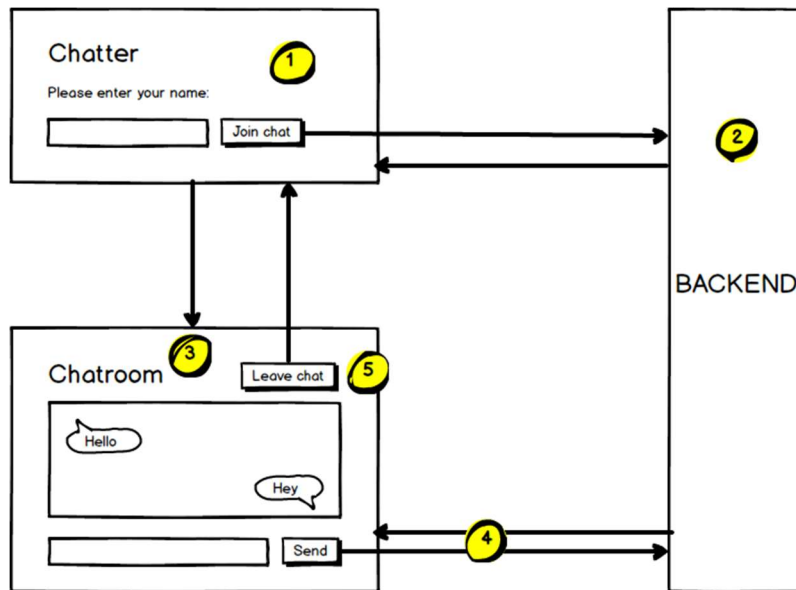 Chatter
1
Please enter your name:
Join chat
2
BACKEND
3
Chatroom
Leave chat
5
Hello
Hey
Send
4